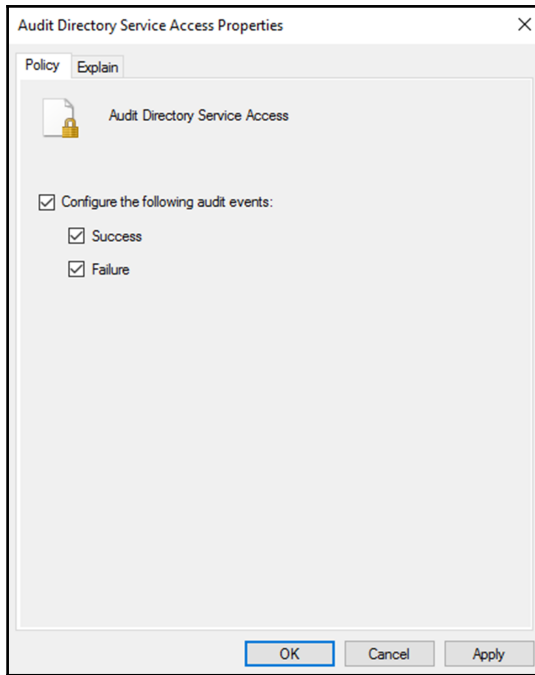 Audit Directory Service Access Properties
Policy
Explain
Audit Directory Service Access
Configure the following audit events:
Success
Failure
OK
Cancel
Apply